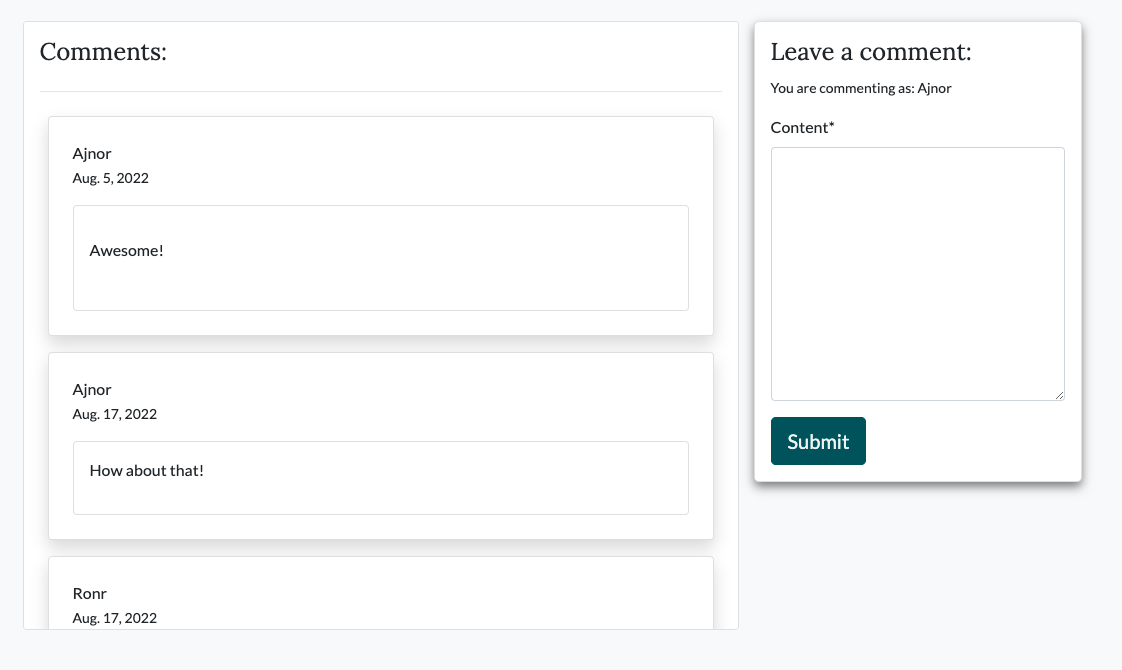 Comments:
Ajnor
Aug. 5, 2022
Awesome!
Ajnor
Aug. 17, 2022
How about that!
Ronr
Aug. 17, 2022
Leave a comment:
You are commenting as: Ajnor
Content*
Submit